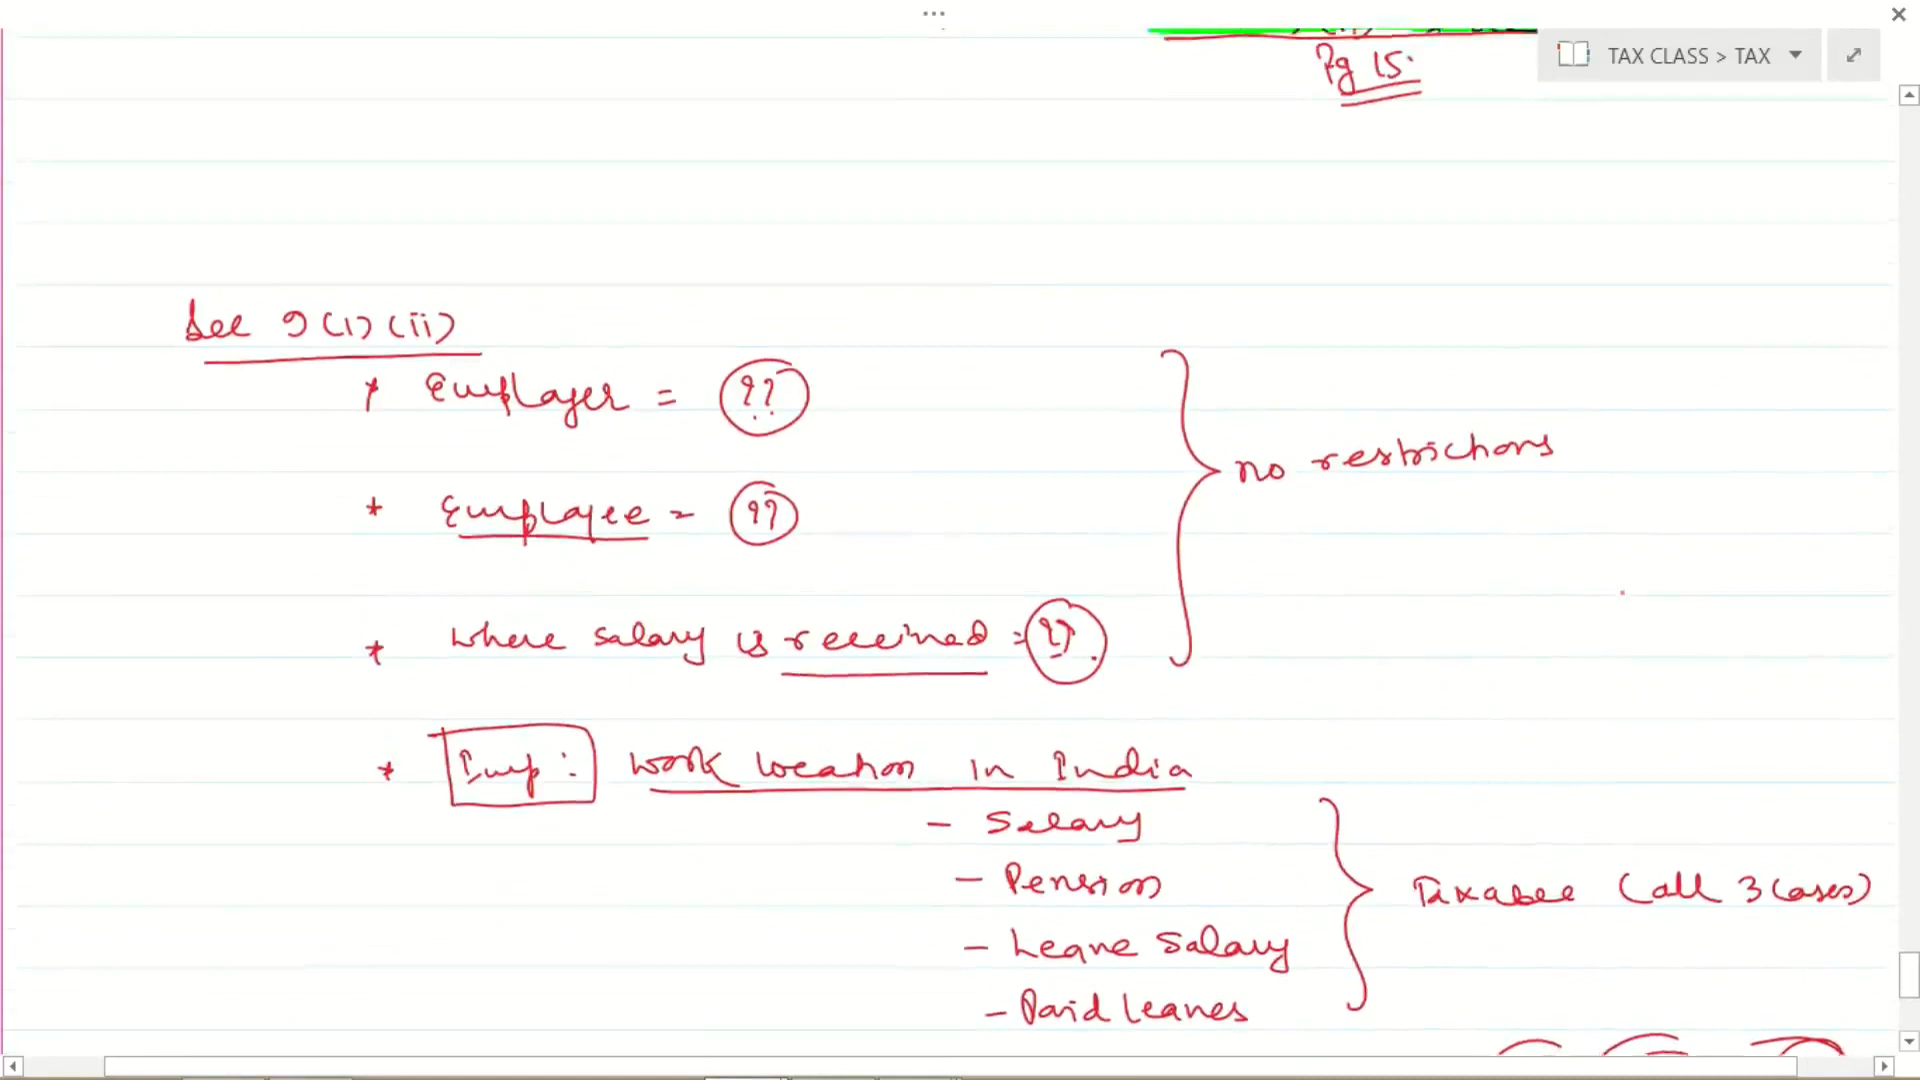 TAX CLASS > TAX
Pg 15.
Sec 9(1)(ii)
* Employer = ??
* Employee = ??
no restrictions
* where salary is received = ??
* Imp: work location in India
- Salary
- Pension
Taxable (all 3 cases)
- Leave Salary
- Paid leaves